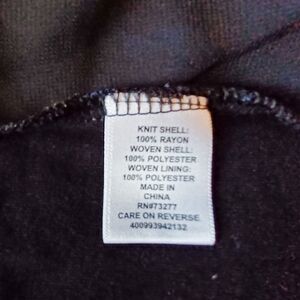 KNIT SHELL:
100% RAYON
WOVEN SHELL:
100% POLYESTER
WOVEN LINING:
100% POLYESTER
MADE IN
CHINA
RN#73277
CARE ON REVERSE
400993942132